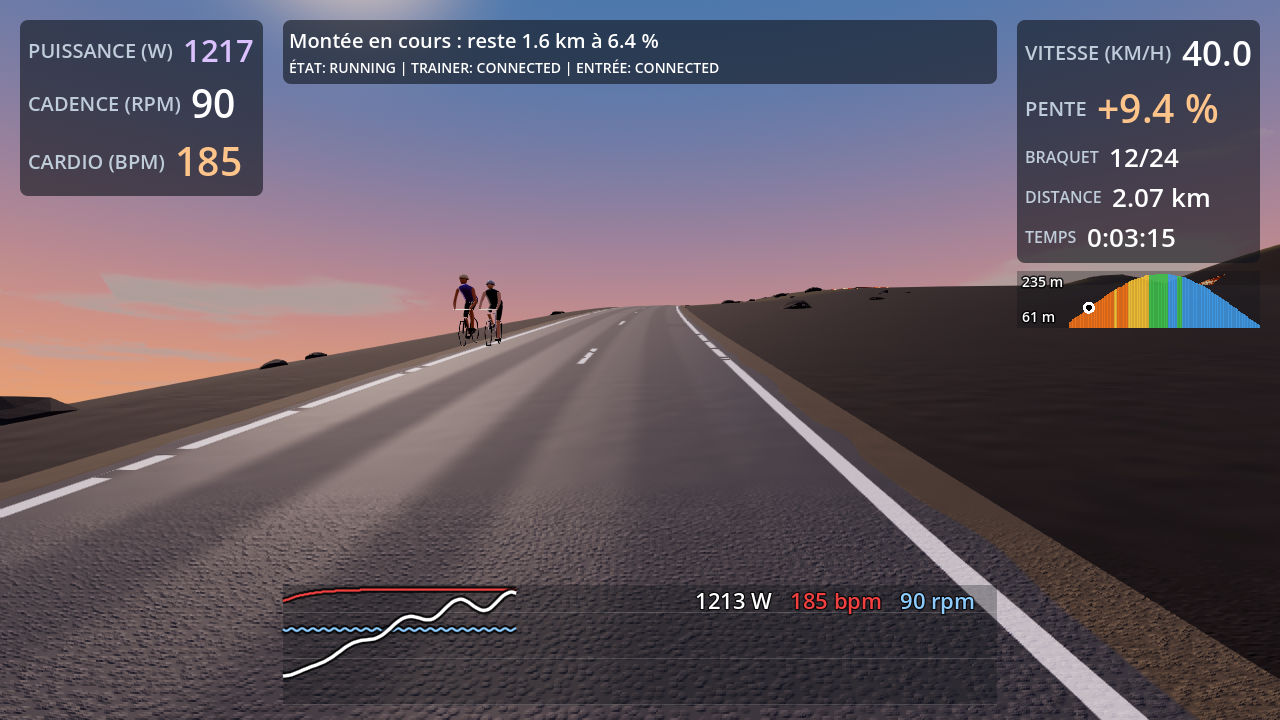 PUISSANCE (W) 1217
CADENCE (RPM) 90
CARDIO (BPM) 185
Montée en cours : reste 1.6 km à 6.4 %
ÉTAT: RUNNING | TRAINER: CONNECTED | ENTRÉE: CONNECTED
VITESSE (KM/H) 40.0
PENTE +9.4 %
BRAQUET 12/24
DISTANCE 2.07 km
TEMPS 0:03:15
235 m
61 m
1213 W 185 bpm 90 rpm